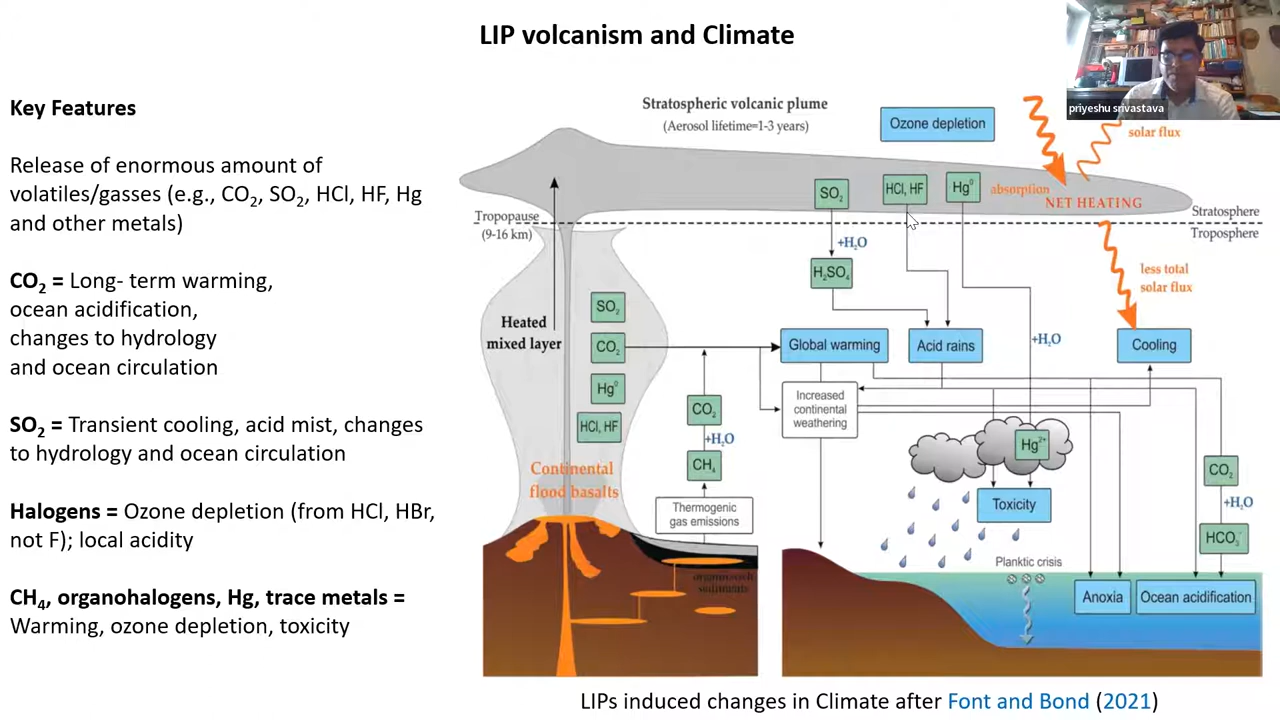 LIP volcanism and Climate
priyeshu srivastava
Key Features
Release of enormous amount of
volatiles/gasses (e.g., CO₂, SO₂, HCl, HF, Hg
and other metals)
CO₂ = Long- term warming,
ocean acidification,
changes to hydrology
and ocean circulation
SO₂ = Transient cooling, acid mist, changes
to hydrology and ocean circulation
Halogens = Ozone depletion (from HCl, HBr,
not F); local acidity
CH₄, organohalogens, Hg, trace metals =
Warming, ozone depletion, toxicity
Stratospheric volcanic plume
(Aerosol lifetime=1-3 years)
Ozone depletion
solar flux
SO₂
HCl, HF
Hg⁰
absorption
NET HEATING
Tropopause
(9-16 km)
Stratosphere
Troposphere
+H₂O
H₂SO₄
less total
solar flux
Heated
mixed layer
SO₂
CO₂
Hg⁰
HCl, HF
Continental
flood basalts
Global warming
Acid rains
+H₂O
Cooling
Increased
continental
weathering
CO₂
+H₂O
CH₄
Thermogenic
gas emissions
organic-rich
sediments
Hg²⁺
Toxicity
CO₂
+H₂O
HCO₃⁻
Planktic crisis
Anoxia
Ocean acidification
LIPs induced changes in Climate after Font and Bond (2021)